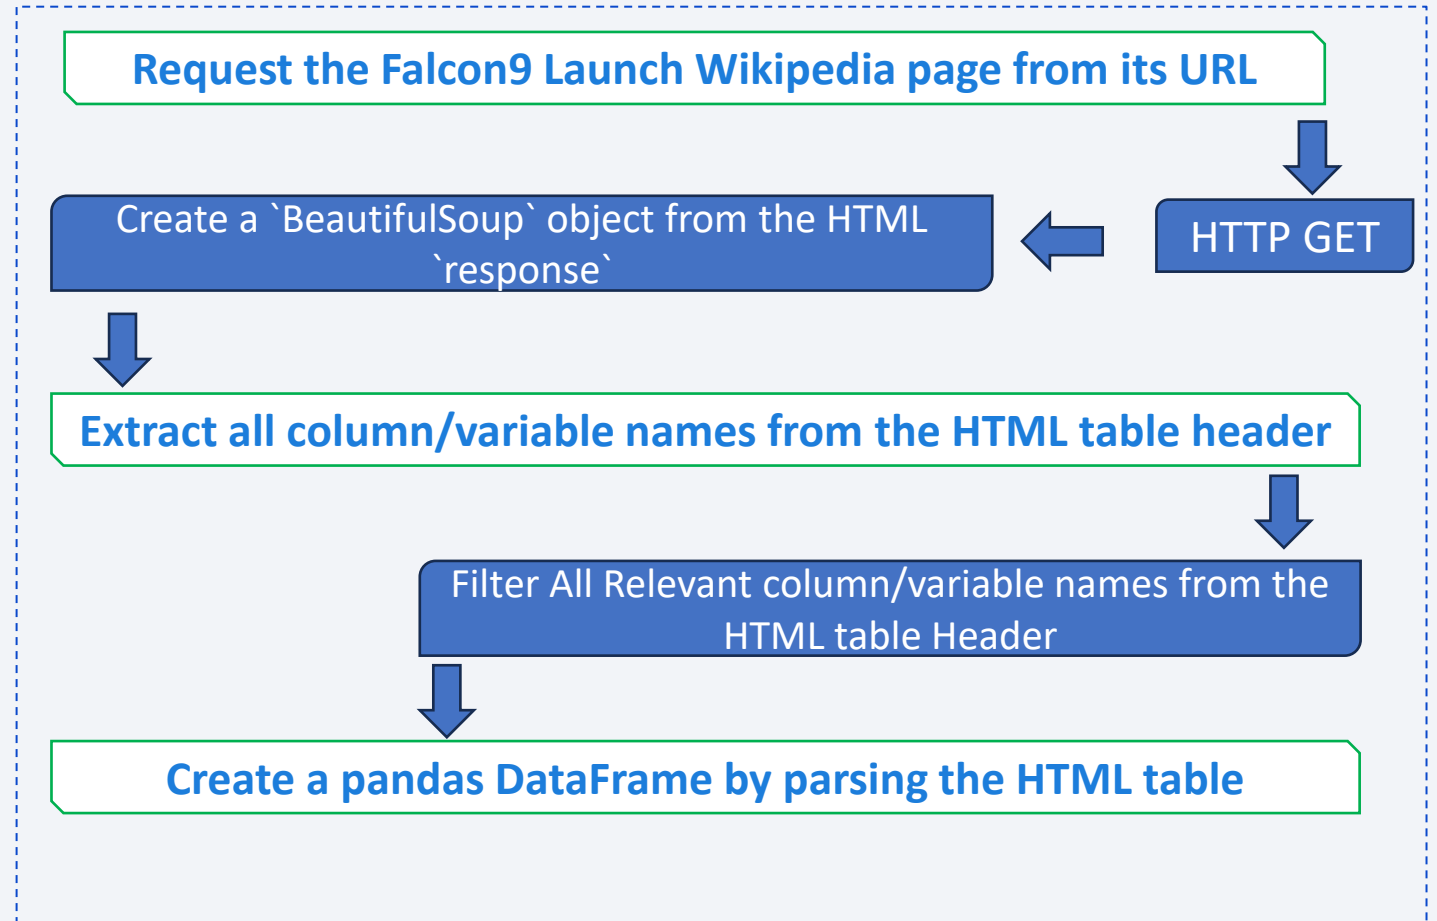 Request the Falcon9 Launch Wikipedia page from its URL
HTTP GET
Create a `BeautifulSoup` object from the HTML
`response`
Extract all column/variable names from the HTML table header
Filter All Relevant column/variable names from the
HTML table Header
Create a pandas DataFrame by parsing the HTML table